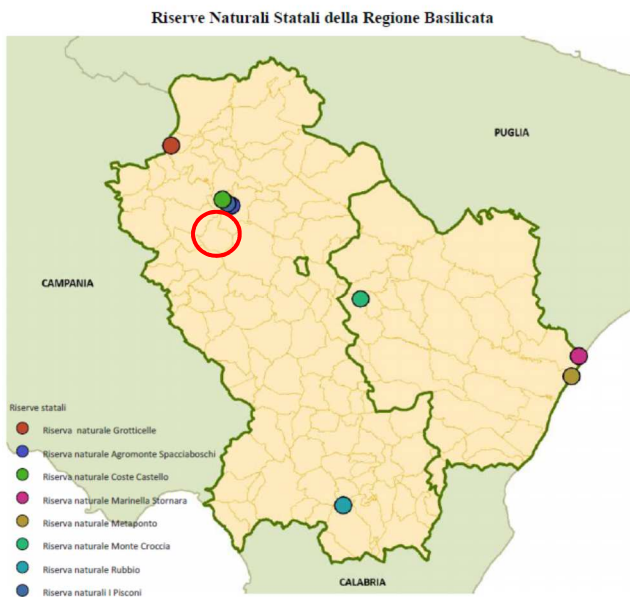 Riserve Naturali Statali della Regione Basilicata
PUGLIA
CAMPANIA
Riserve statali
Riserva naturale Grotticelle
Riserva naturale Agromonte Spacciaboschi
Riserva naturale Coste Castello
Riserva naturale Marinella Stornara
Riserva naturale Metaponto
Riserva naturale Monte Croccia
Riserva naturale Rubbio
Riserva naturali I Pisconi
CALABRIA